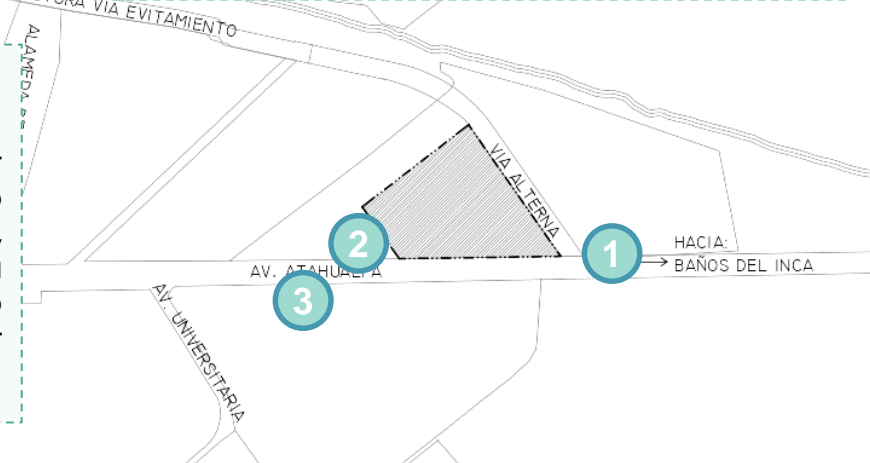 VIA EVITAMIENTO
ALAMEDA
VIA ALTERNA
2
1
HACIA:
BAÑOS DEL INCA
AV. ATAHUALPA
3
AV. UNIVERSITARIA